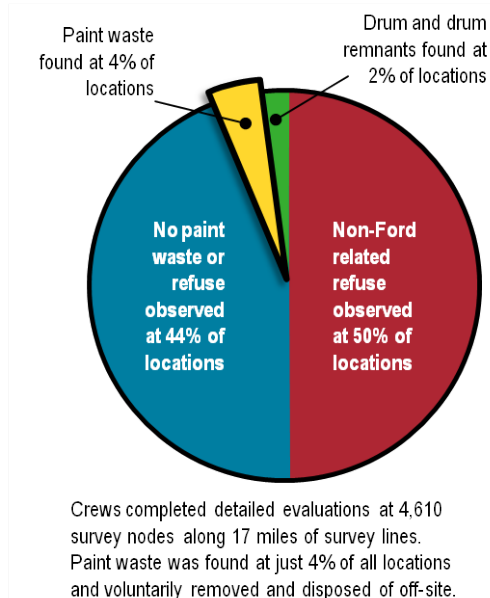 Paint waste
found at 4% of
locations
Drum and drum
remnants found at
2% of locations
No paint
waste or
refuse
observed
at 44% of
locations
Non-Ford
related
refuse
observed
at 50% of
locations
Crews completed detailed evaluations at 4,610
survey nodes along 17 miles of survey lines.
Paint waste was found at just 4% of all locations
and voluntarily removed and disposed of off-site.